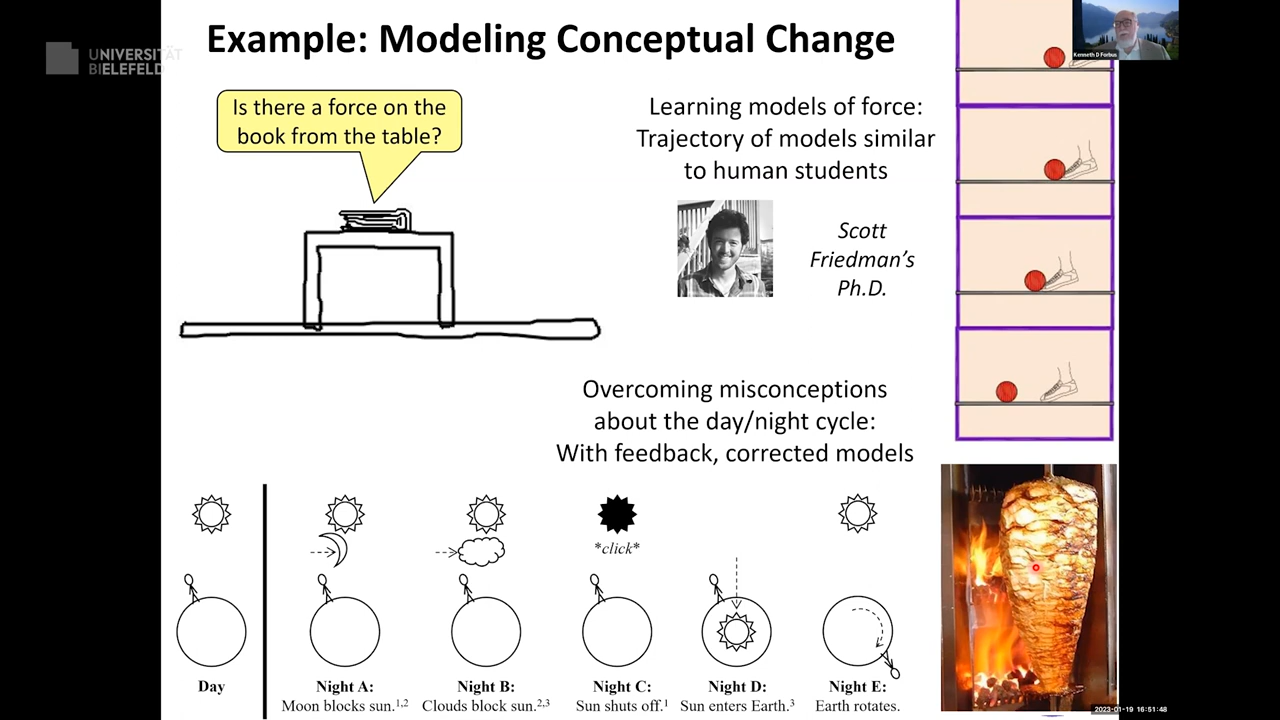 Example: Modeling Conceptual Change
UNIVERSITÄT
BIELEFELD
Kenneth D Forbus
Is there a force on the
book from the table?
Learning models of force:
Trajectory of models similar
to human students
Scott
Friedman's
Ph.D.
Overcoming misconceptions
about the day/night cycle:
With feedback, corrected models
*click*
Day
Night A:
Moon blocks sun.1,2
Night B:
Clouds block sun.2,3
Night C:
Sun shuts off.1
Night D:
Sun enters Earth.3
Night E:
Earth rotates.
2023-01-19 16:51:48